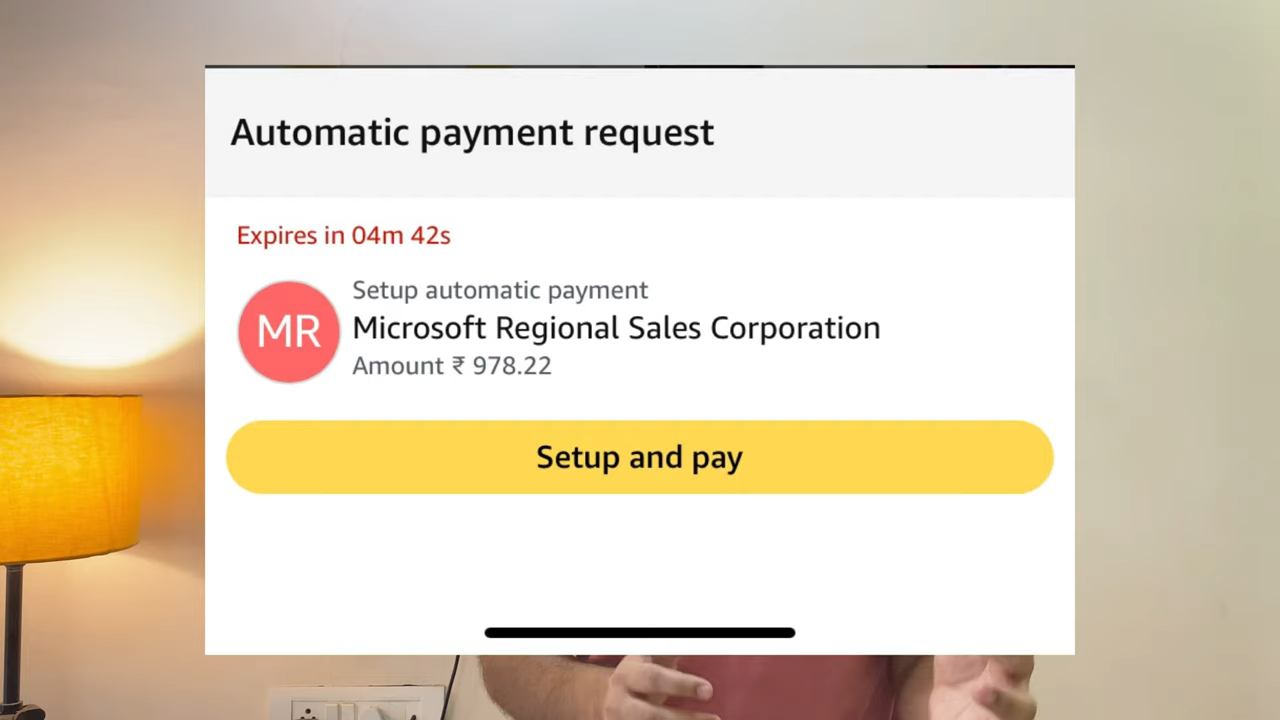 Automatic payment request
Expires in 04m 42s
Setup automatic payment
MR
Microsoft Regional Sales Corporation
Amount ₹ 978.22
Setup and pay